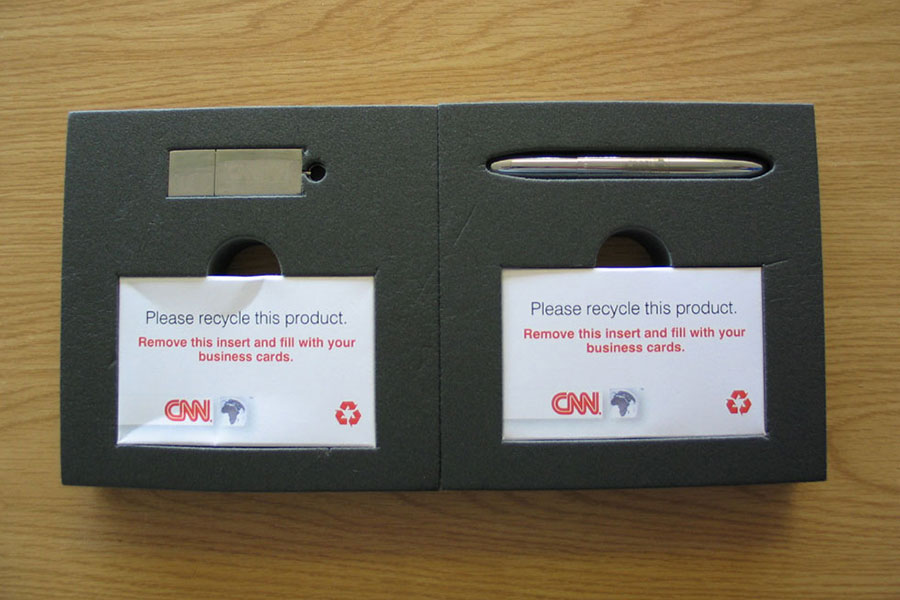 Please recycle this product.
Remove this insert and fill with your
business cards.
CNN
Please recycle this product.
Remove this insert and fill with your
business cards.
CNN